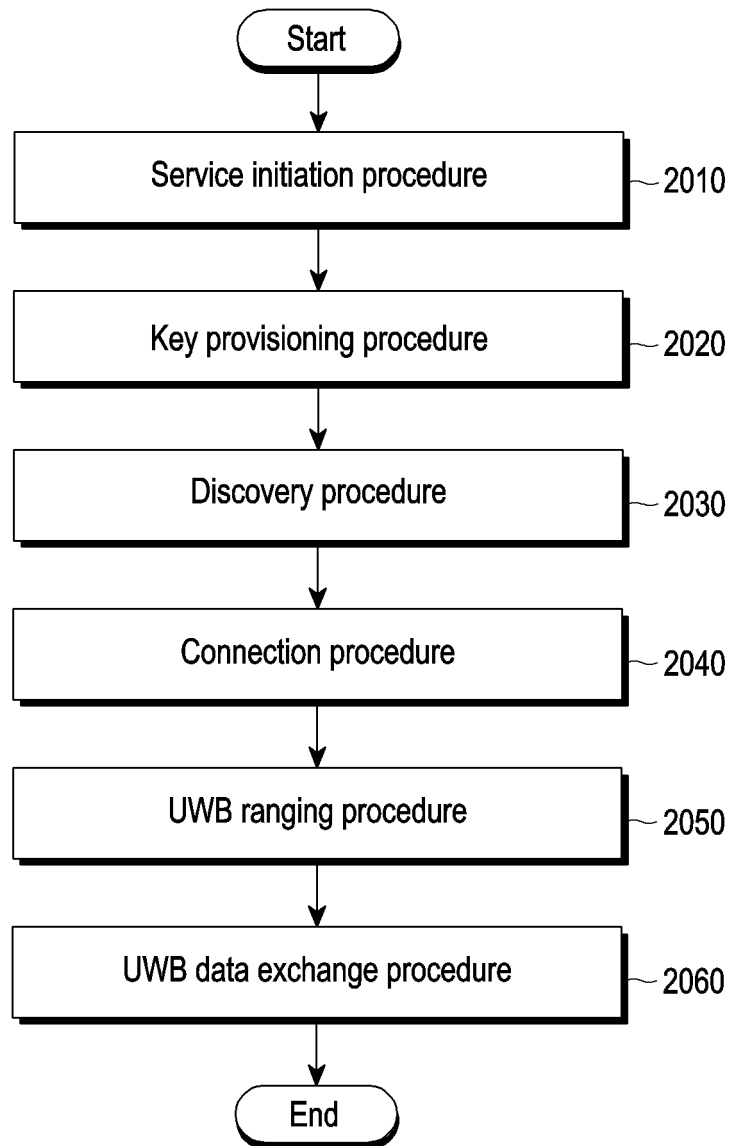 Start
Service initiation procedure
2010
Key provisioning procedure
2020
Discovery procedure
2030
Connection procedure
2040
UWB ranging procedure
2050
UWB data exchange procedure
2060
End